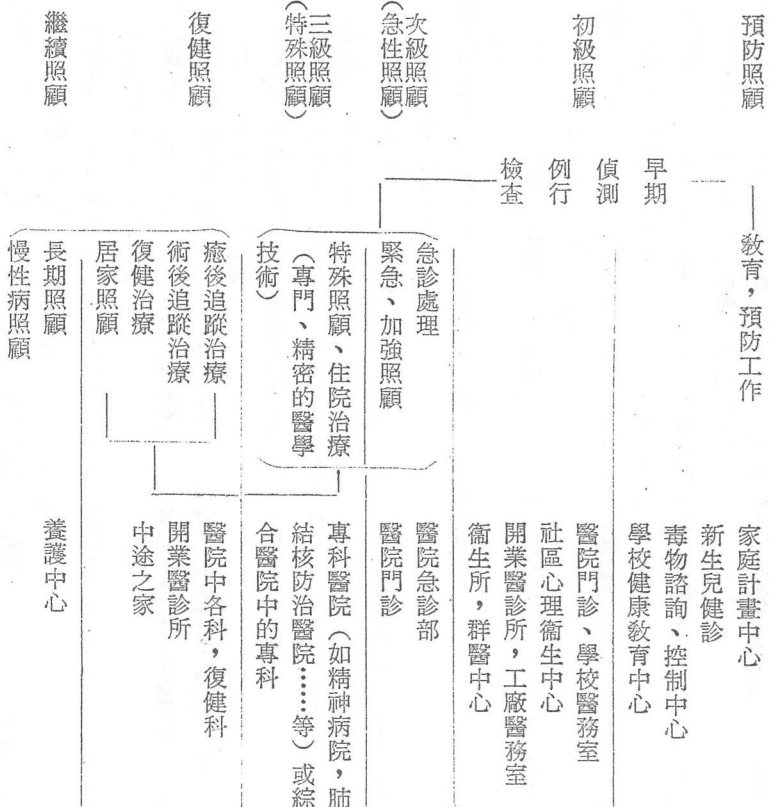 預防照顧
初級照顧
次級照顧
(急性照顧)
三級照顧
(特殊照顧)
復健照顧
繼續照顧
教育，預防工作
早期
偵測
例行
檢查
急診處理
緊急、加強照顧
特殊照顧、住院治療
(專門、精密的醫學
技術)
癒後追蹤治療
術後追蹤治療
復健治療
居家照顧
長期照顧
慢性病照顧
家庭計畫中心
新生兒健診
毒物諮詢、控制中心
學校健康教育中心
醫院門診、學校醫務室
社區心理衞生中心
開業醫診所，工廠醫務室
衞生所，群醫中心
醫院急診部
醫院門診
專科醫院（如精神病院，肺
結核防治醫院……等）或綜
合醫院中的專科
醫院中各科，復健科
開業醫診所
中途之家
養護中心